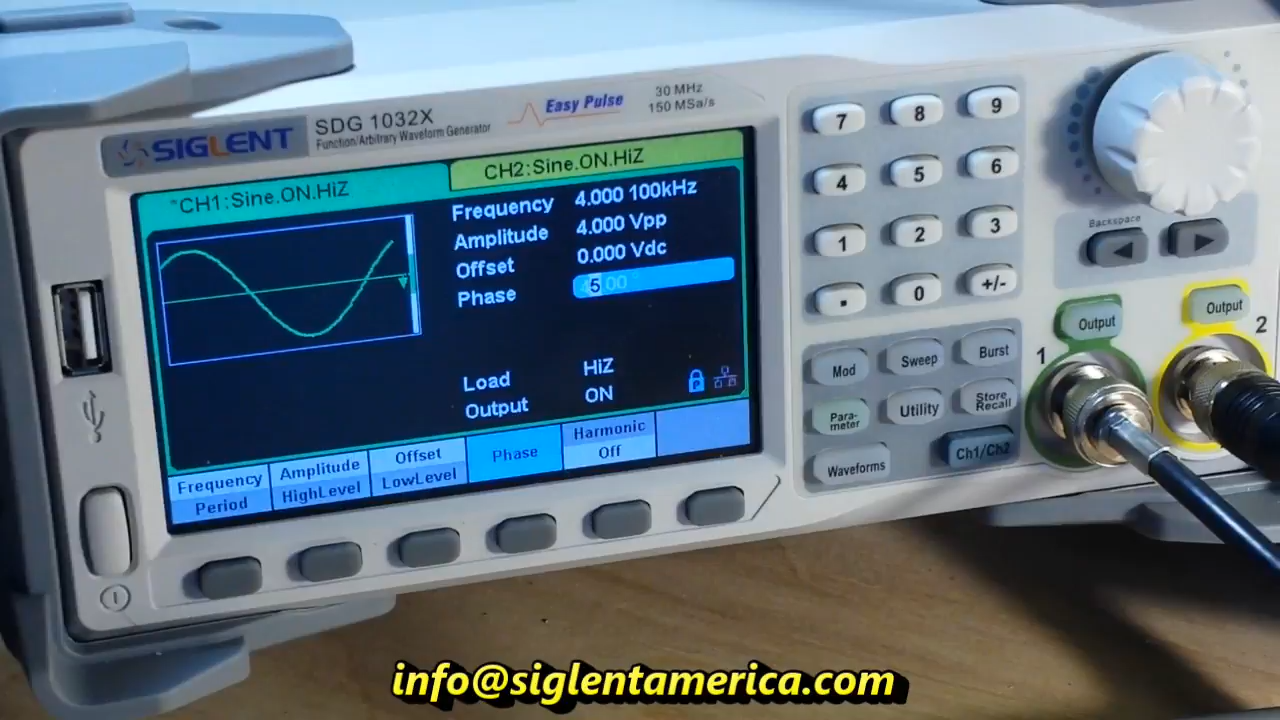 SIGLENT
SDG 1032X
Function/Arbitrary Waveform Generator
Easy Pulse
30 MHz
150 MSa/s
*CH1:Sine.ON.HiZ
CH2:Sine.ON.HiZ
Frequency 4.000 100kHz
Amplitude 4.000 Vpp
Offset 0.000 Vdc
Phase 45.00 °
Load HiZ
Output ON
P
Frequency
Period
Amplitude
HighLevel
Offset
LowLevel
Phase
Harmonic
Off
7 8 9
4 5 6
1 2 3
. 0 +/-
Mod Sweep Burst
Para-
meter
Utility
Store
Recall
Waveforms
Ch1/Ch2
Backspace
Output
1
Output
2
info@siglentamerica.com